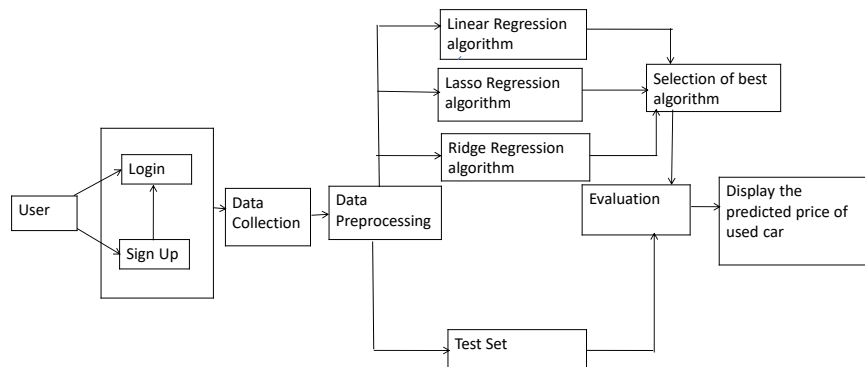 Linear Regression
algorithm
Lasso Regression
algorithm
Ridge Regression
algorithm
Selection of best
algorithm
User
Login
Sign Up
Data
Collection
Data
Preprocessing
Evaluation
Display the
predicted price of
used car
Test Set